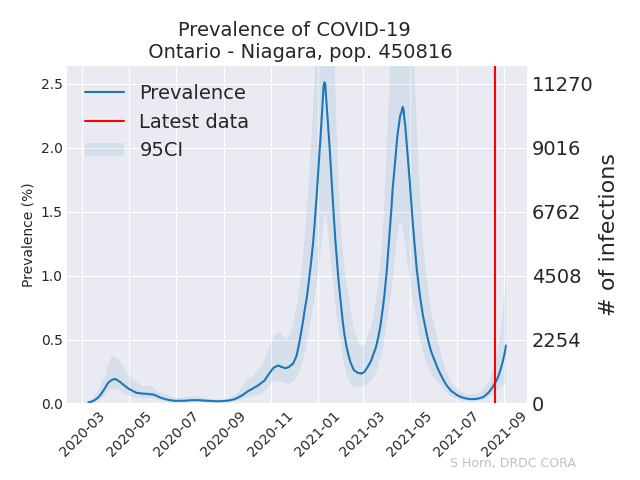 Prevalence of COVID-19
Ontario - Niagara, pop. 450816
Prevalence
Latest data
95CI
Prevalence (%)
2.5
2.0
1.5
1.0
0.5
0.0
11270
9016
6762
4508
2254
0
# of infections
2020-03
2020-05
2020-07
2020-09
2020-11
2021-01
2021-03
2021-05
2021-07
2021-09
S Horn, DRDC CORA